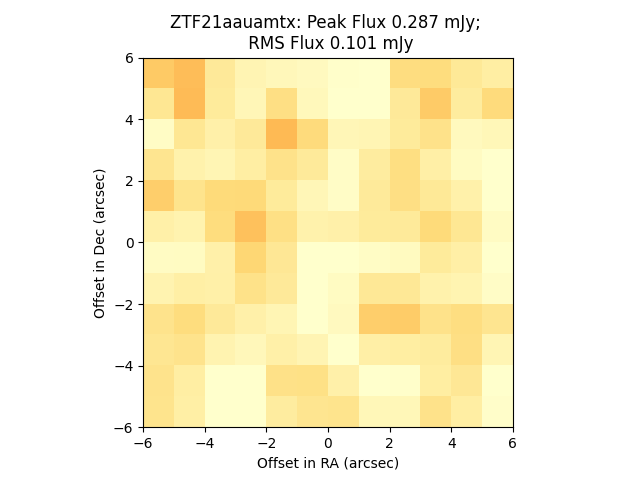 ZTF21aauamtx: Peak Flux 0.287 mJy;
RMS Flux 0.101 mJy
6
4
2
0
−2
−4
−6
Offset in Dec (arcsec)
−6 −4 −2 0 2 4 6
Offset in RA (arcsec)